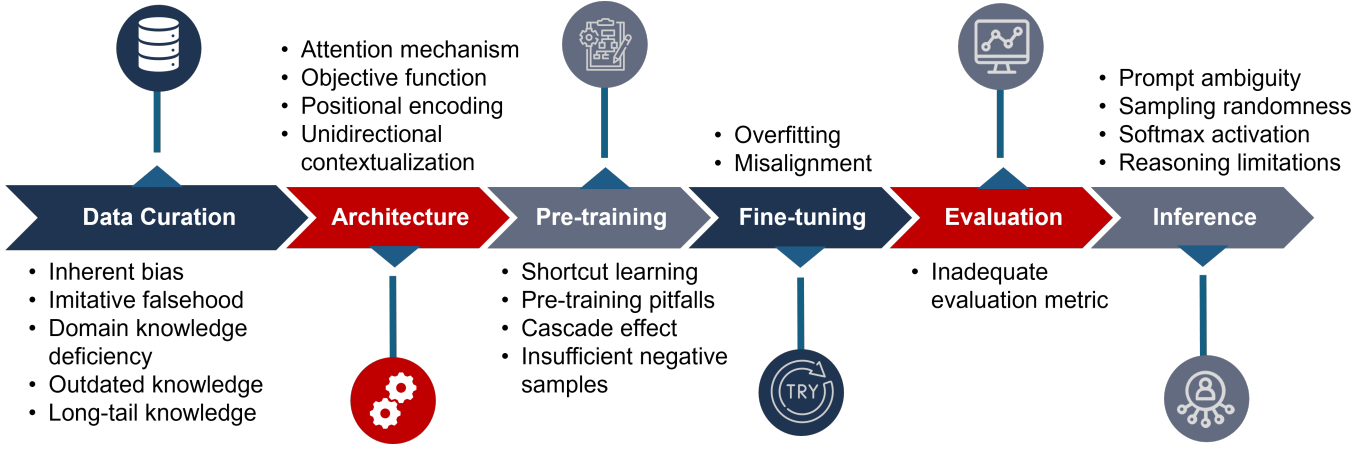 Data Curation
• Inherent bias
• Imitative falsehood
• Domain knowledge
deficiency
• Outdated knowledge
• Long-tail knowledge
• Attention mechanism
• Objective function
• Positional encoding
• Unidirectional
contextualization
Architecture
Pre-training
• Shortcut learning
• Pre-training pitfalls
• Cascade effect
• Insufficient negative
samples
• Overfitting
• Misalignment
Fine-tuning
TRY
Evaluation
• Inadequate
evaluation metric
• Prompt ambiguity
• Sampling randomness
• Softmax activation
• Reasoning limitations
Inference